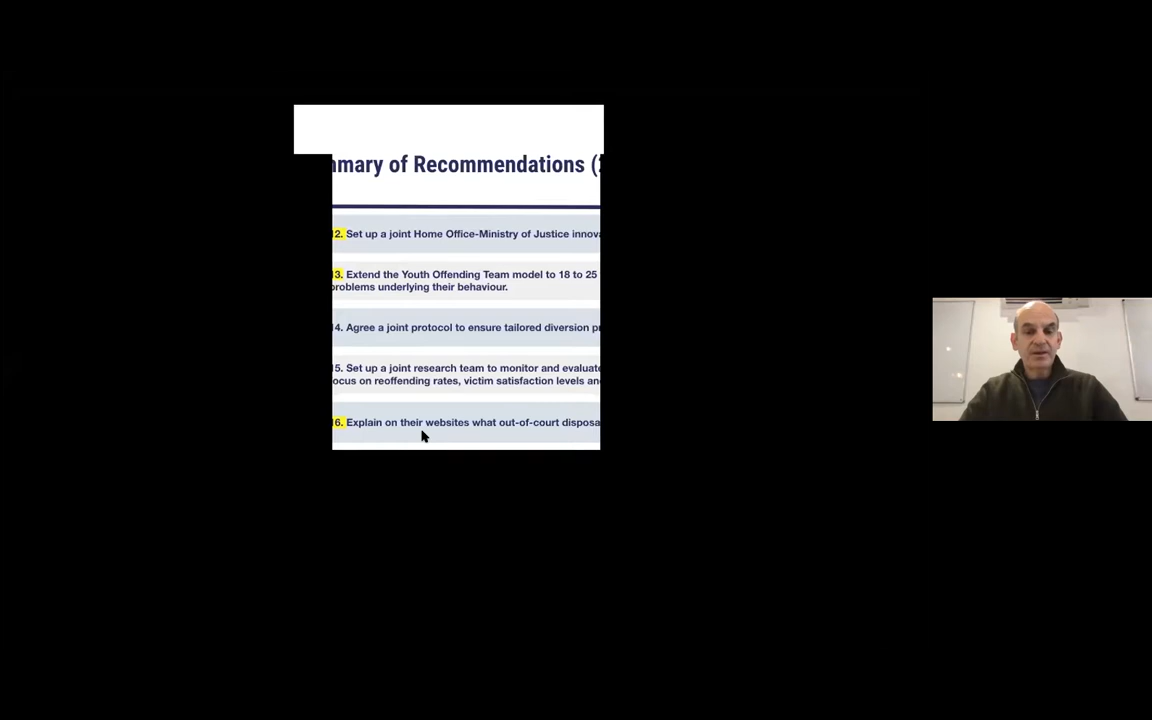 mmary of Recommendations (
12. Set up a joint Home Office-Ministry of Justice innova
13. Extend the Youth Offending Team model to 18 to 25
problems underlying their behaviour.
14. Agree a joint protocol to ensure tailored diversion p
15. Set up a joint research team to monitor and evaluate
focus on reoffending rates, victim satisfaction levels and
16. Explain on their websites what out-of-court disposa